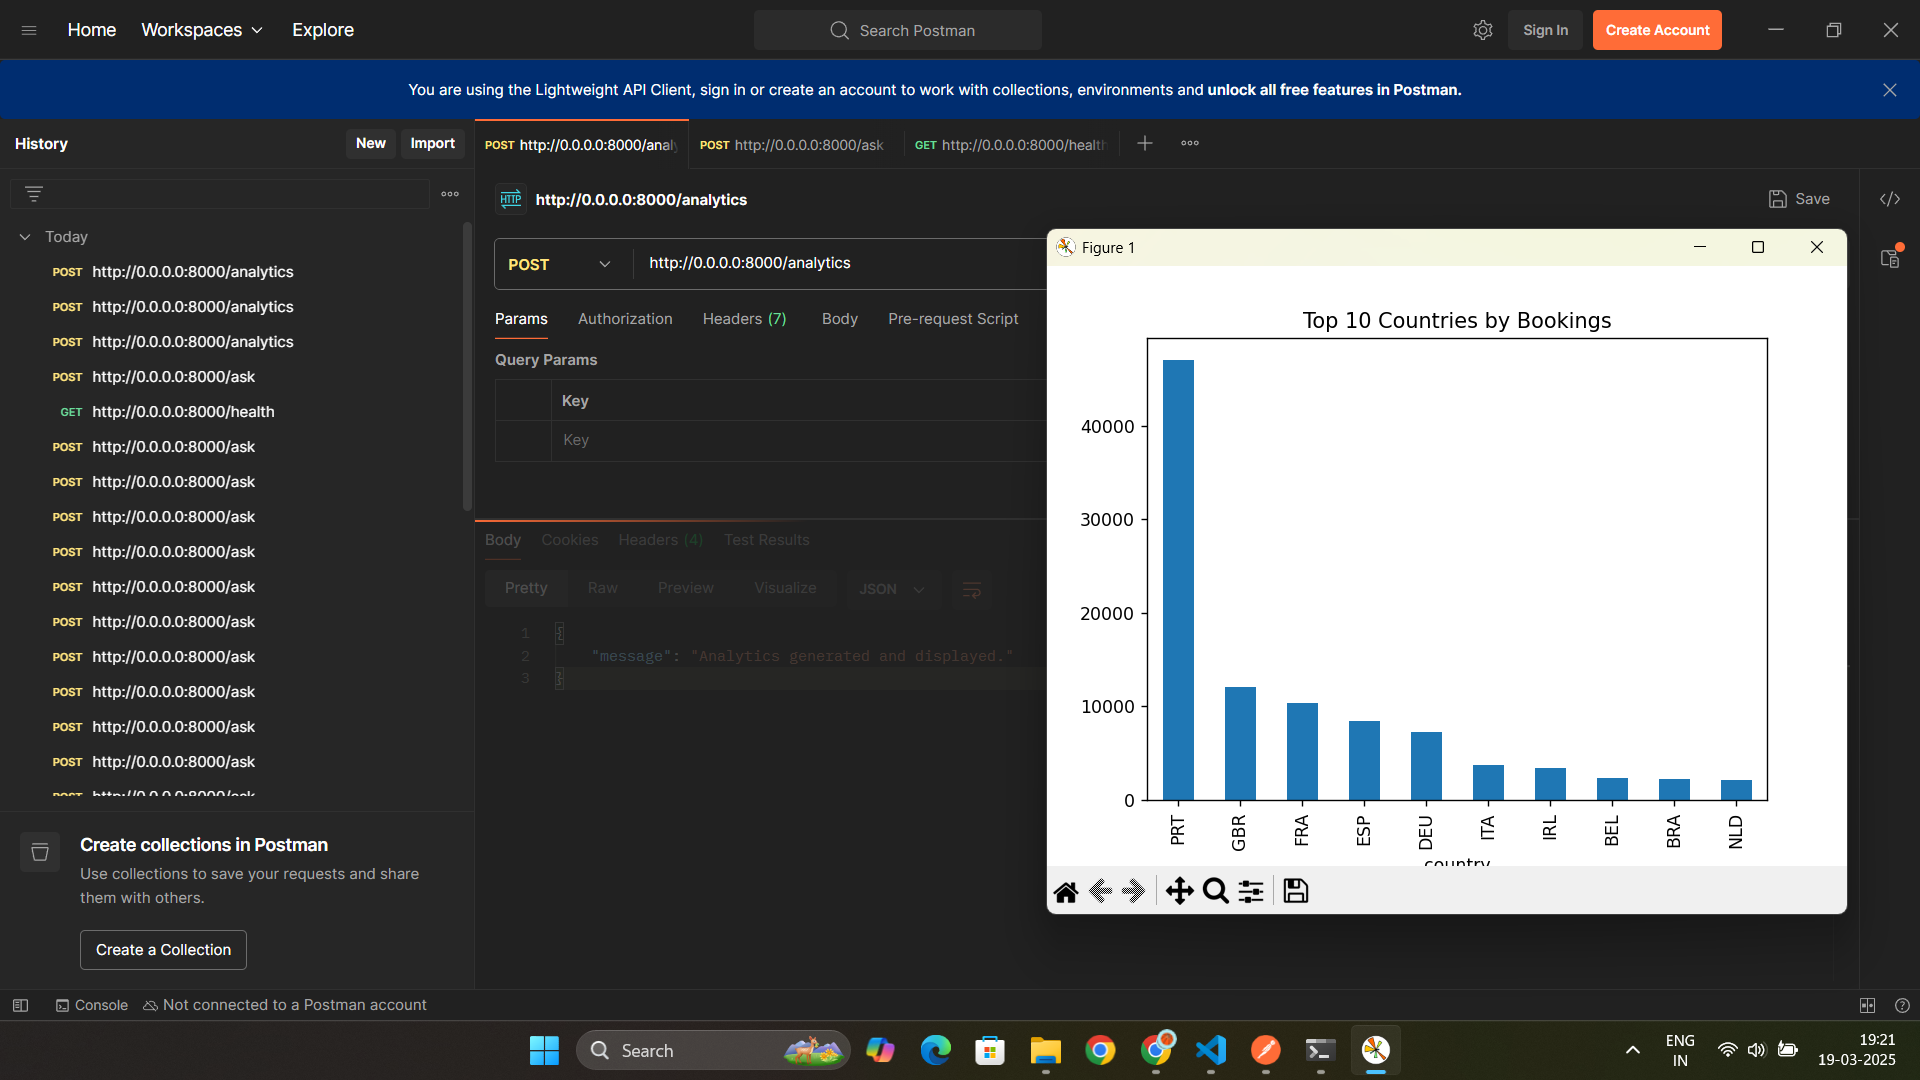 Home
Workspaces
Explore
Search Postman
Sign In
Create Account
You are using the Lightweight API Client, sign in or create an account to work with collections, environments and unlock all free features in Postman.
History
New
Import
POST http://0.0.0.0:8000/analy
POST http://0.0.0.0:8000/ask
GET http://0.0.0.0:8000/health
HTTP
http://0.0.0.0:8000/analytics
Save
Today
POST http://0.0.0.0:8000/analytics
POST http://0.0.0.0:8000/analytics
POST http://0.0.0.0:8000/analytics
POST http://0.0.0.0:8000/ask
GET http://0.0.0.0:8000/health
POST http://0.0.0.0:8000/ask
POST http://0.0.0.0:8000/ask
POST http://0.0.0.0:8000/ask
POST http://0.0.0.0:8000/ask
POST http://0.0.0.0:8000/ask
POST http://0.0.0.0:8000/ask
POST http://0.0.0.0:8000/ask
POST http://0.0.0.0:8000/ask
POST http://0.0.0.0:8000/ask
POST http://0.0.0.0:8000/ask
POST http://0.0.0.0:8000/ask
Create collections in Postman
Use collections to save your requests and share
them with others.
Create a Collection
POST
http://0.0.0.0:8000/analytics
Params
Authorization
Headers (7)
Body
Pre-request Script
Query Params
Key
Key
Body
Cookies
Headers (4)
Test Results
Pretty
Raw
Preview
Visualize
JSON
1 {
2 "message": "Analytics generated and displayed."
3 }
Figure 1
Top 10 Countries by Bookings
40000
30000
20000
10000
0
PRT
GBR
FRA
ESP
DEU
ITA
IRL
BEL
BRA
NLD
country
Console
Not connected to a Postman account
Search
ENG
IN
19:21
19-03-2025